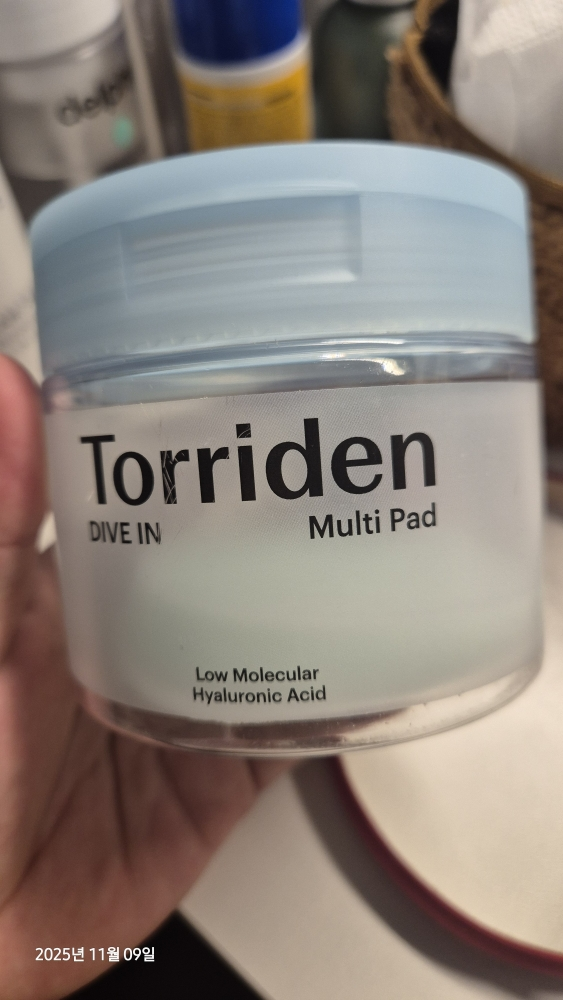 Torriden
DIVE IN Multi Pad
Low Molecular
Hyaluronic Acid
2025년 11월 09일